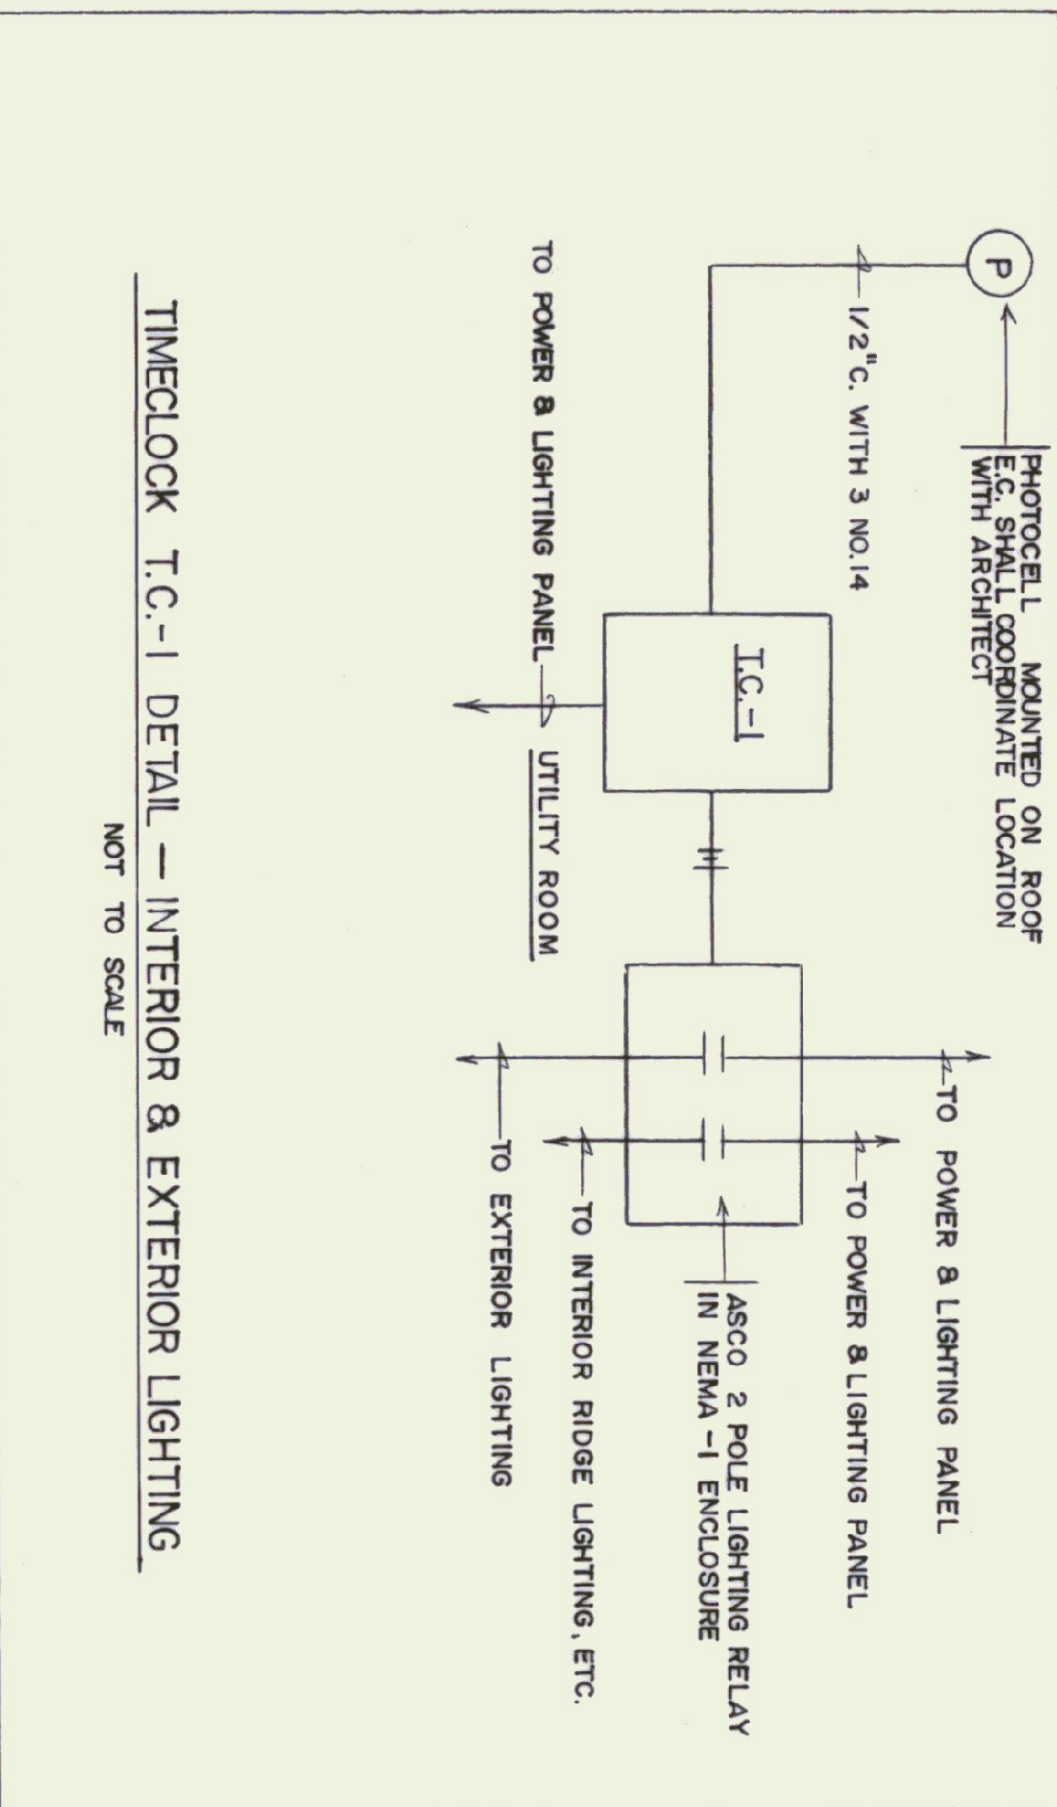 PHOTOCELL MOUNTED ON ROOF
E.C. SHALL COORDINATE LOCATION
WITH ARCHITECT
P
1/2"C. WITH 3 NO.14
TO POWER & LIGHTING PANEL
TO POWER & LIGHTING PANEL
T.C.-1
ASCO 2 POLE LIGHTING RELAY
IN NEMA-1 ENCLOSURE
TO POWER & LIGHTING PANEL
UTILITY ROOM
TO INTERIOR RIDGE LIGHTING, ETC.
TO EXTERIOR LIGHTING
TIMECLOCK T.C.-1 DETAIL — INTERIOR & EXTERIOR LIGHTING
NOT TO SCALE